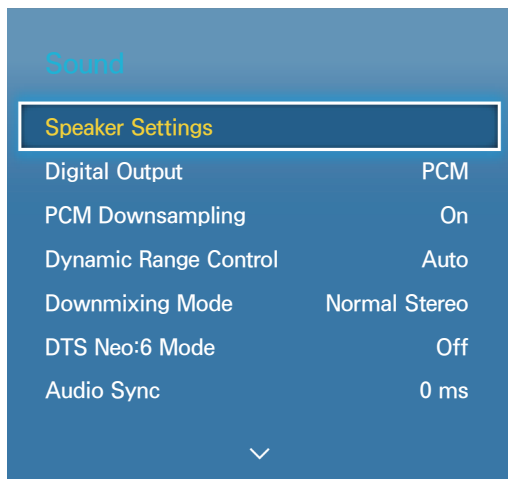 Sound
Speaker Settings
Digital Output PCM
PCM Downsampling On
Dynamic Range Control Auto
Downmixing Mode Normal Stereo
DTS Neo:6 Mode Off
Audio Sync 0 ms